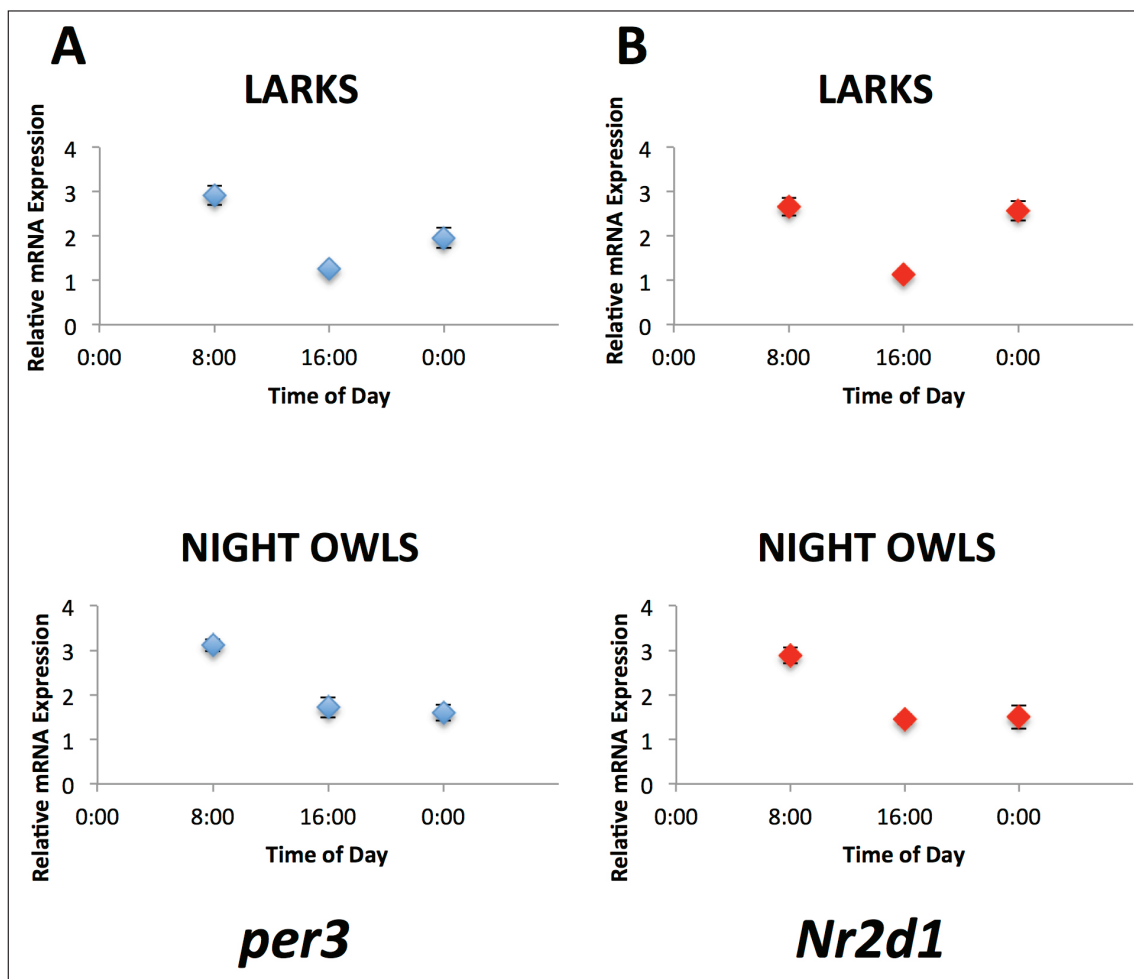 A
LARKS
Relative mRNA Expression
4
3
2
1
0
0:00 8:00 16:00 0:00
Time of Day
B
LARKS
Relative mRNA Expression
4
3
2
1
0
0:00 8:00 16:00 0:00
Time of Day
NIGHT OWLS
Relative mRNA Expression
4
3
2
1
0
0:00 8:00 16:00 0:00
Time of Day
per3
NIGHT OWLS
Relative mRNA Expression
4
3
2
1
0
0:00 8:00 16:00 0:00
Time of Day
Nr2d1